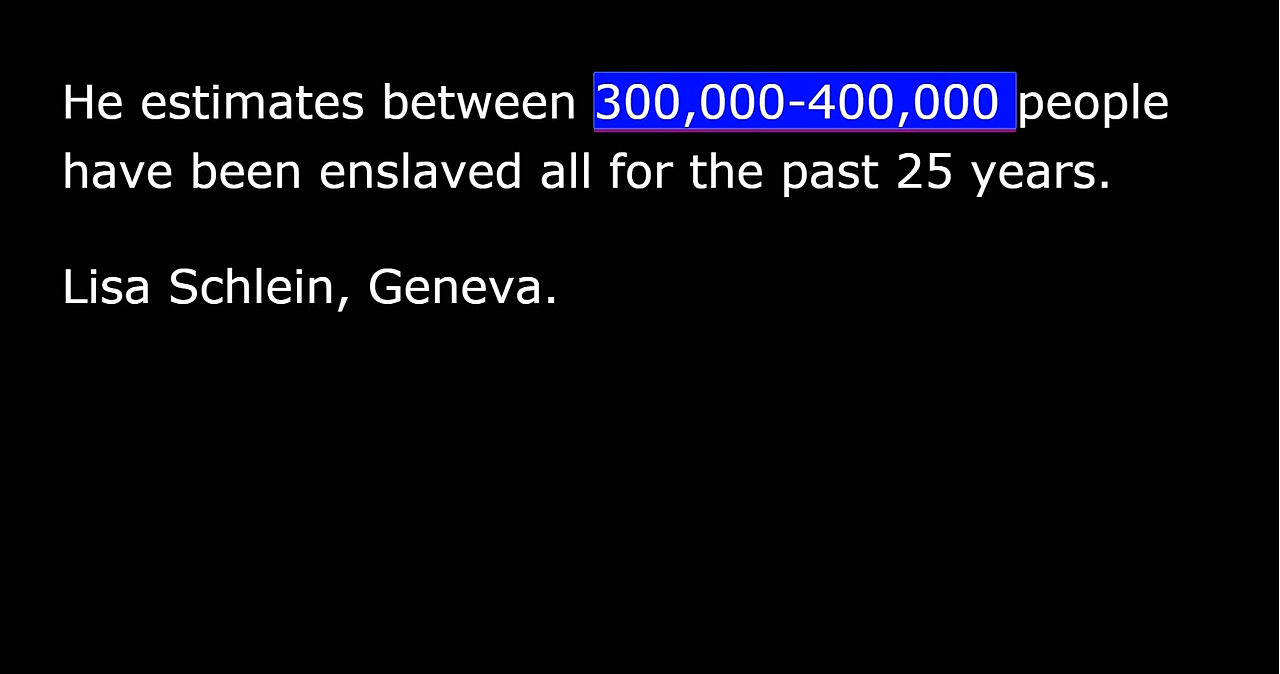 He estimates between 300,000-400,000 people
have been enslaved all for the past 25 years.
Lisa Schlein, Geneva.